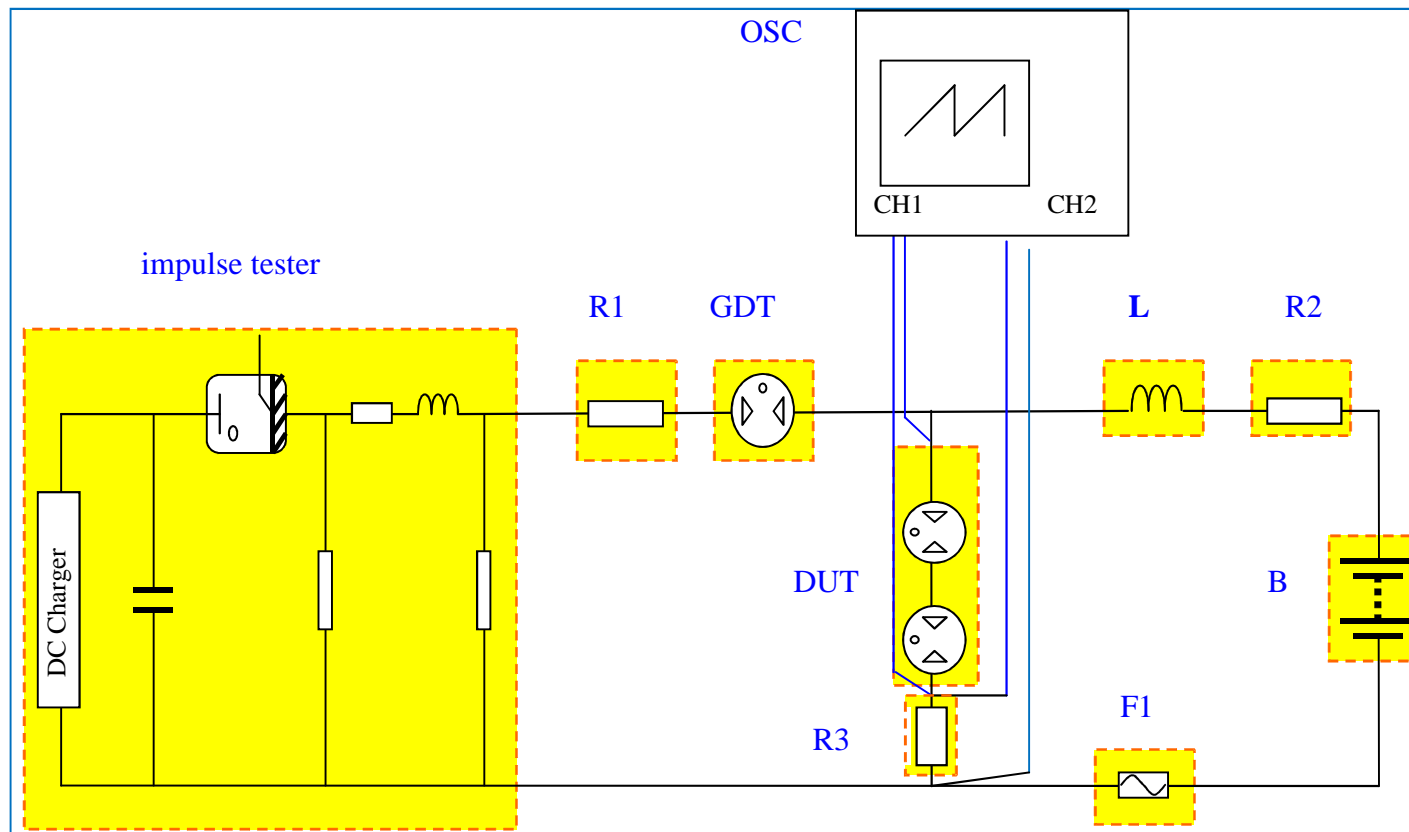 OSC
CH1
CH2
impulse tester
R1
GDT
L
R2
DC Charger
DUT
B
R3
F1